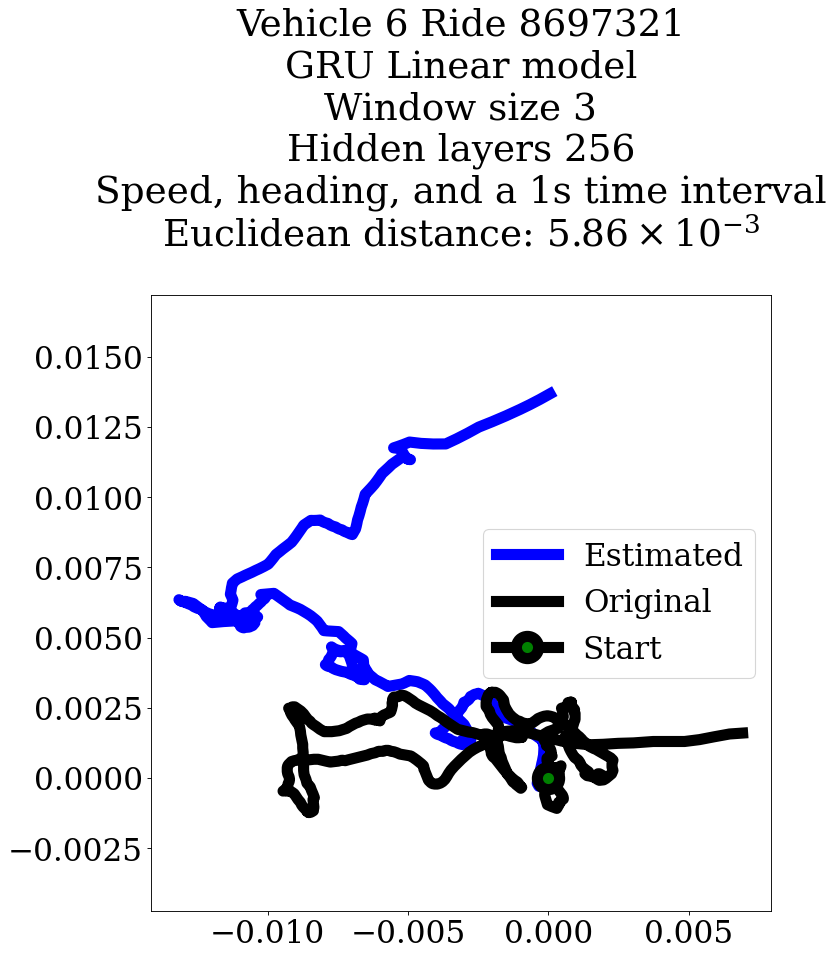 Vehicle 6 Ride 8697321
GRU Linear model
Window size 3
Hidden layers 256
Speed, heading, and a 1s time interval
Euclidean distance: 5.86 × 10⁻³
0.0150
0.0125
0.0100
0.0075
0.0050
0.0025
0.0000
−0.0025
Estimated
Original
Start
−0.010 −0.005 0.000 0.005